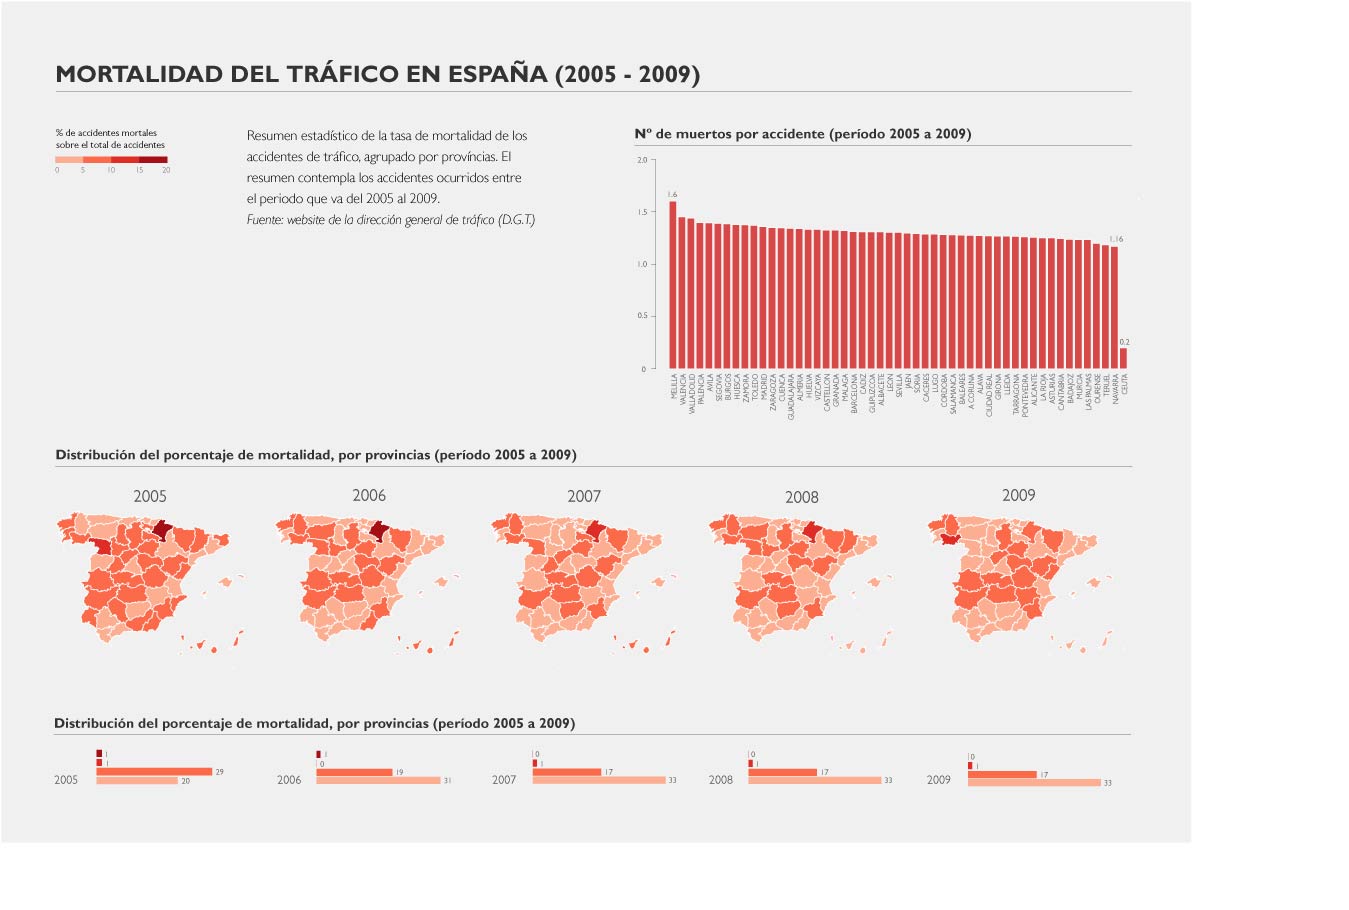 MORTALIDAD DEL TRÁFICO EN ESPAÑA (2005 - 2009)
% de accidentes mortales
sobre el total de accidentes
0 5 10 15 20
Resumen estadístico de la tasa de mortalidad de los
accidentes de tráfico, agrupado por províncias. El
resumen contempla los accidentes ocurridos entre
el periodo que va del 2005 al 2009.
Fuente: website de la dirección general de tráfico (D.G.T.)
Nº de muertos por accidente (período 2005 a 2009)
2.0
1.5
1.0
0.5
0
1.6
1,16
0,2
MELILLA
VALENCIA
VALLADOLID
PALENCIA
AVILA
SEGOVIA
BURGOS
HUESCA
ZAMORA
TOLEDO
MADRID
ZARAGOZA
CUENCA
GUADALAJARA
ALMERIA
HUELVA
VIZCAYA
CASTELLON
GRANADA
MALAGA
BARCELONA
CADIZ
GUIPUZCOA
ALBACETE
LEON
SEVILLA
JAEN
SORIA
CACERES
LUGO
CORDOBA
SALAMANCA
BALEARES
A CORUÑA
ALAVA
CIUDAD REAL
GIRONA
LLEIDA
TARRAGONA
PONTEVEDRA
ALICANTE
LA RIOJA
ASTURIAS
CANTABRIA
BADAJOZ
MURCIA
LAS PALMAS
OURENSE
TERUEL
NAVARRA
CEUTA
Distribución del porcentaje de mortalidad, por provincias (período 2005 a 2009)
2005
2006
2007
2008
2009
Distribución del porcentaje de mortalidad, por provincias (período 2005 a 2009)
2005
1
1
29
20
2006
1
0
19
31
2007
0
1
17
33
2008
0
1
17
33
2009
0
1
17
33